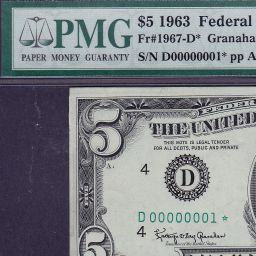 PMG
PAPER MONEY GUARANTY
$5 1963 Federal
Fr#1967-D* Granaha
S/N D00000001* pp A
5
FEDER
THE UNITED
THIS NOTE IS LEGAL TENDER
FOR ALL DEBTS, PUBLIC AND PRIVATE
A
4
D
D 00000001 *
4
5